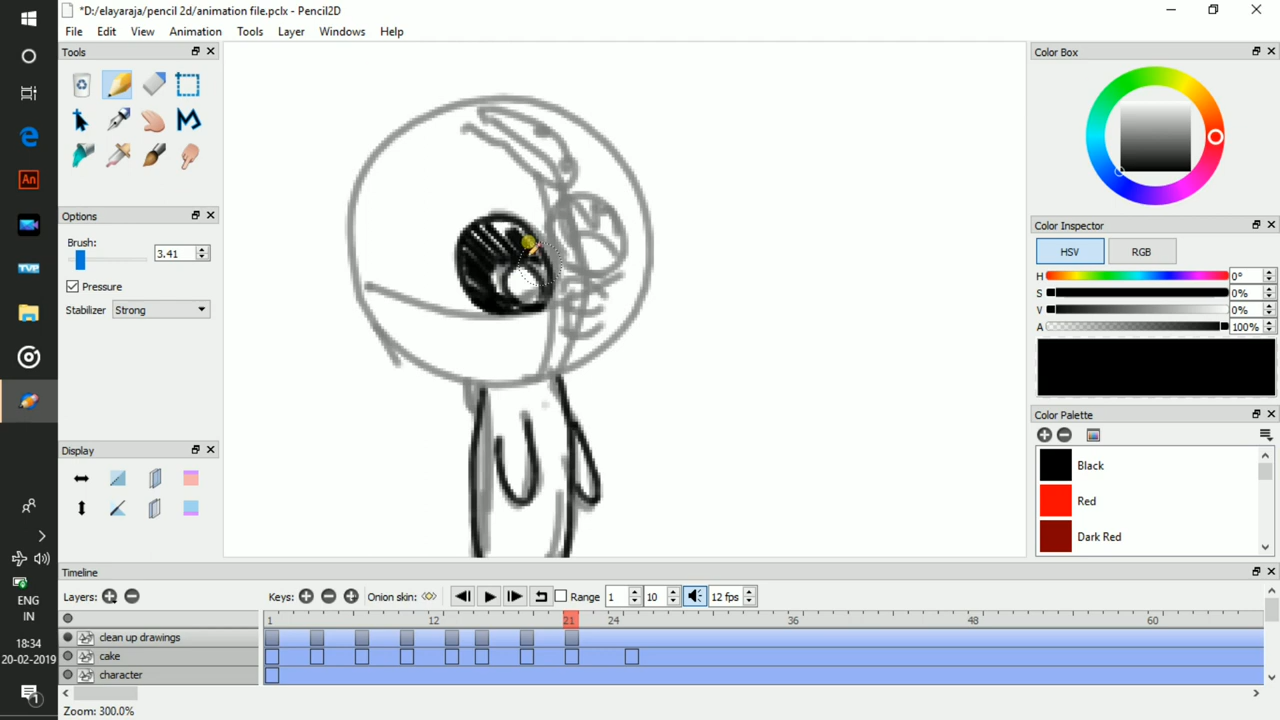 *D:/elayaraja/pencil 2d/animation file.pclx - Pencil2D
File Edit View Animation Tools Layer Windows Help
Tools
Color Box
An
TVP
Options
Brush:
3.41
Pressure
Stabilizer Strong
Color Inspector
HSV RGB
H 0°
S 0%
V 0%
A 100%
Color Palette
Black
Red
Dark Red
Display
Timeline
Layers: Keys: Onion skin: Range 1 10 12 fps
1 12 21 24 36 48 60
clean up drawings
cake
character
Zoom: 300.0%
ENG
IN
18:34
20-02-2019
1